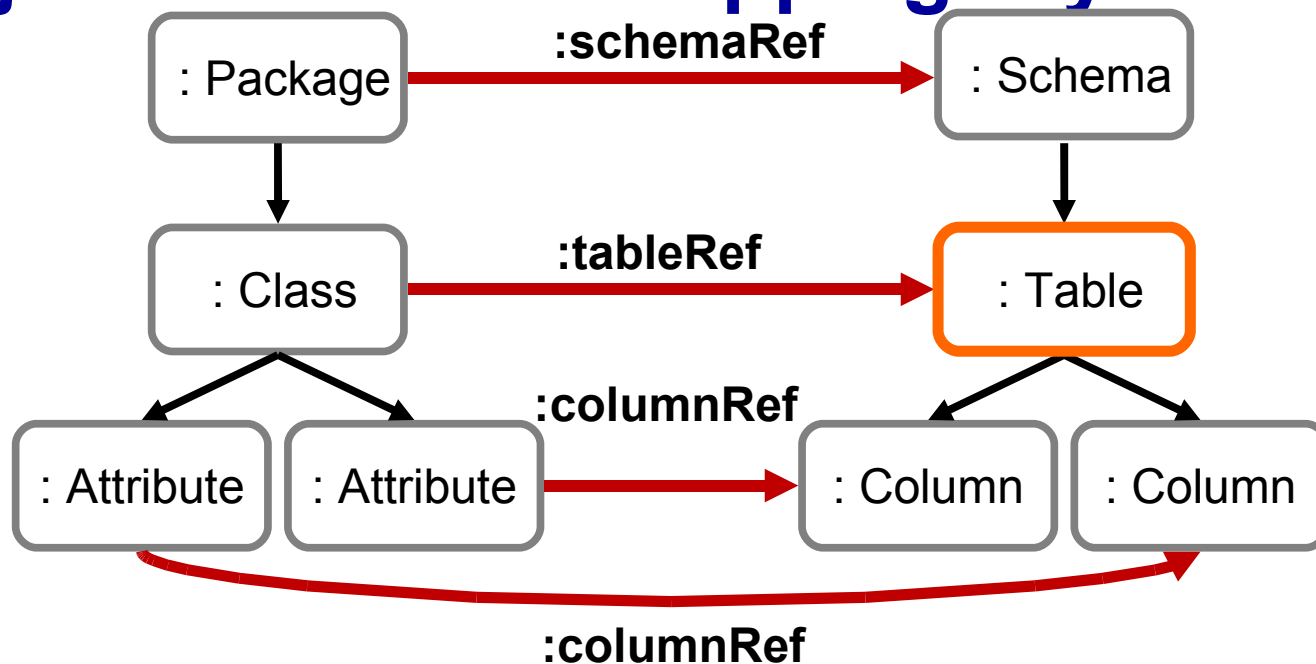 :schemaRef
: Package
: Schema
:tableRef
: Class
: Table
:columnRef
: Attribute
: Attribute
: Column
: Column
:columnRef